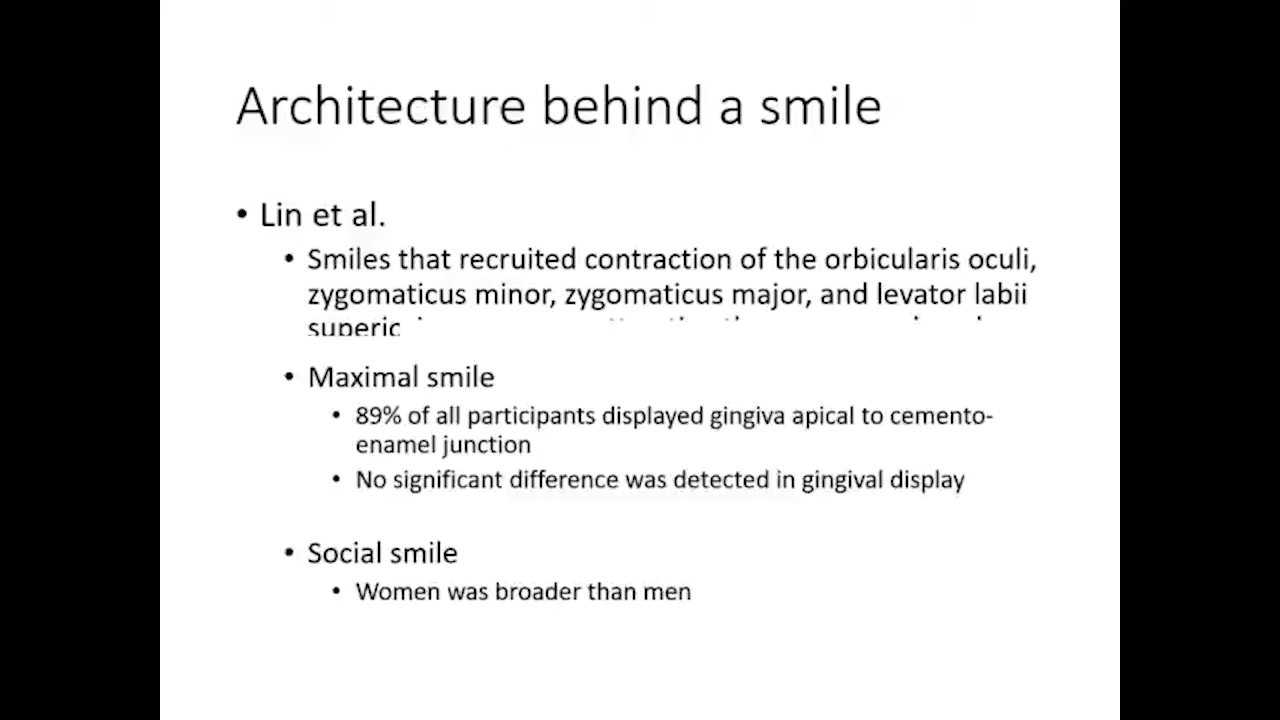 Architecture behind a smile
• Lin et al.
• Smiles that recruited contraction of the orbicularis oculi,
zygomaticus minor, zygomaticus major, and levator labii
• Maximal smile
• 89% of all participants displayed gingiva apical to cemento-
enamel junction
• No significant difference was detected in gingival display
• Social smile
• Women was broader than men